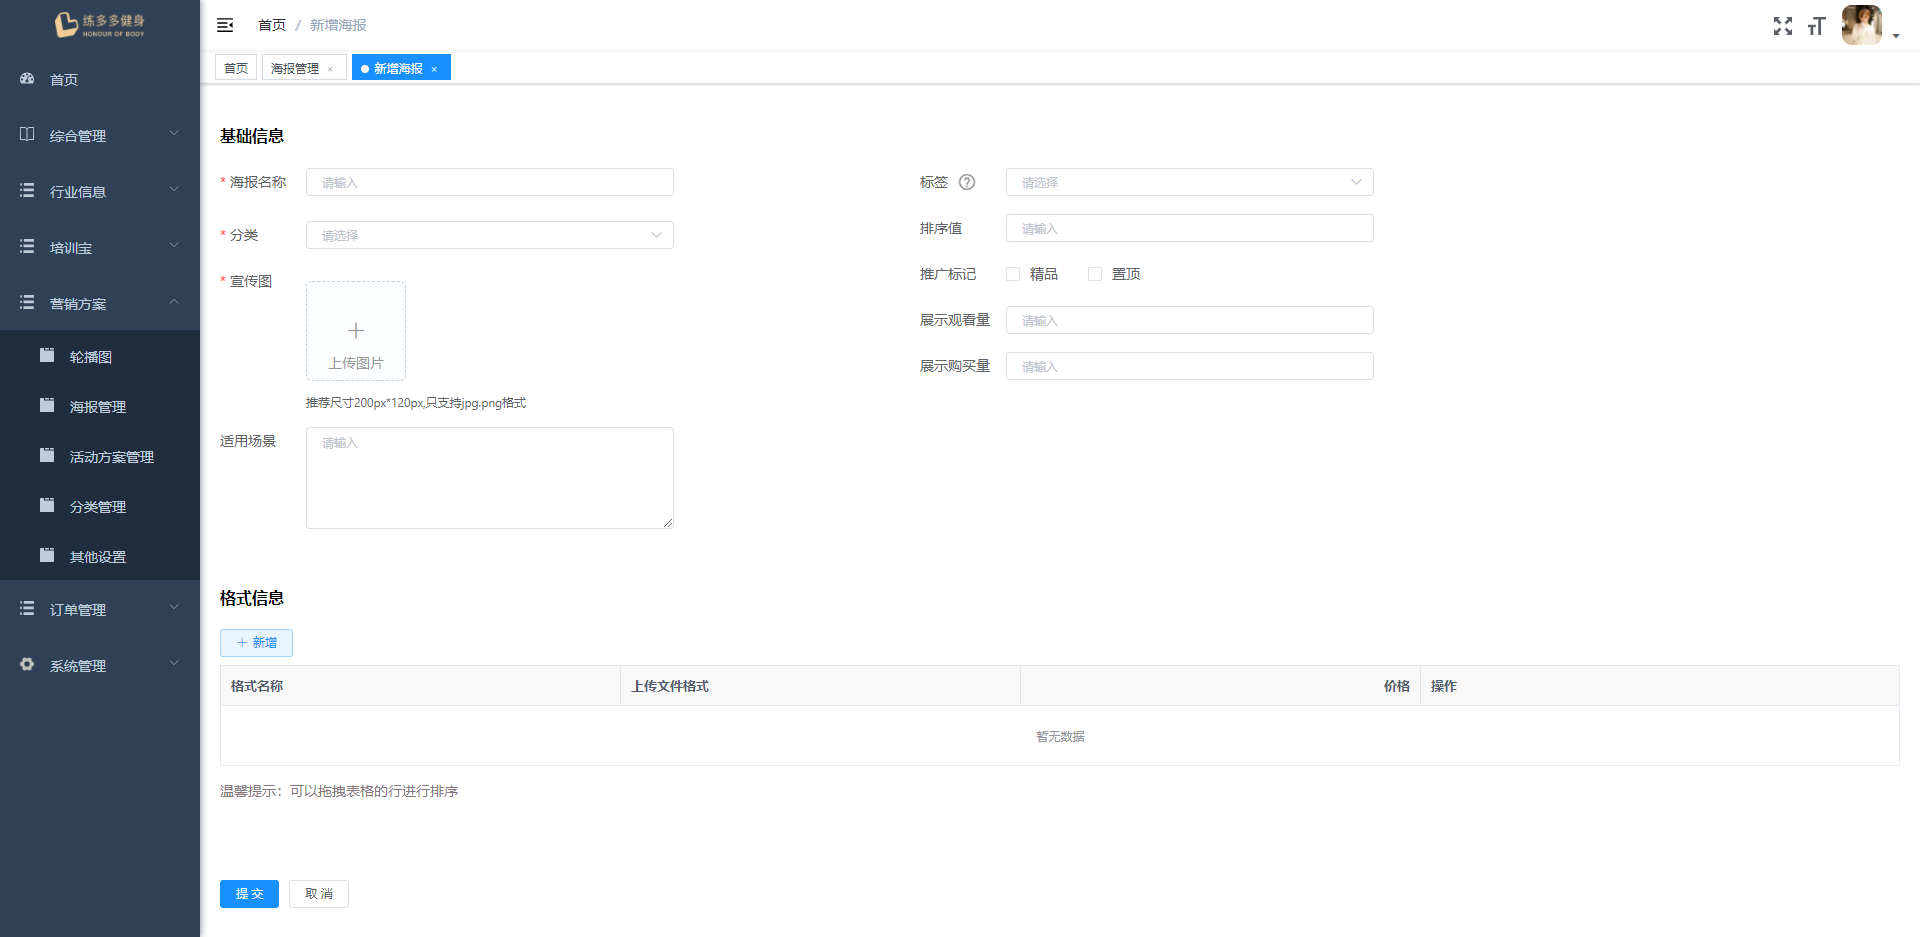 练多多健身
HONOUR OF BODY
首页
综合管理
行业信息
培训宝
营销方案
轮播图
海报管理
活动方案管理
分类管理
其他设置
订单管理
系统管理
首页 / 新增海报
首页 海报管理 × 新增海报 ×
基础信息
* 海报名称 请输入
* 分类 请选择
* 宣传图
上传图片
推荐尺寸200px*120px,只支持jpg.png格式
适用场景 请输入
标签 ? 请选择
排序值 请输入
推广标记 精品 置顶
展示观看量 请输入
展示购买量 请输入
格式信息
+ 新增
格式名称 上传文件格式 价格 操作
暂无数据
温馨提示：可以拖拽表格的行进行排序
提交 取消